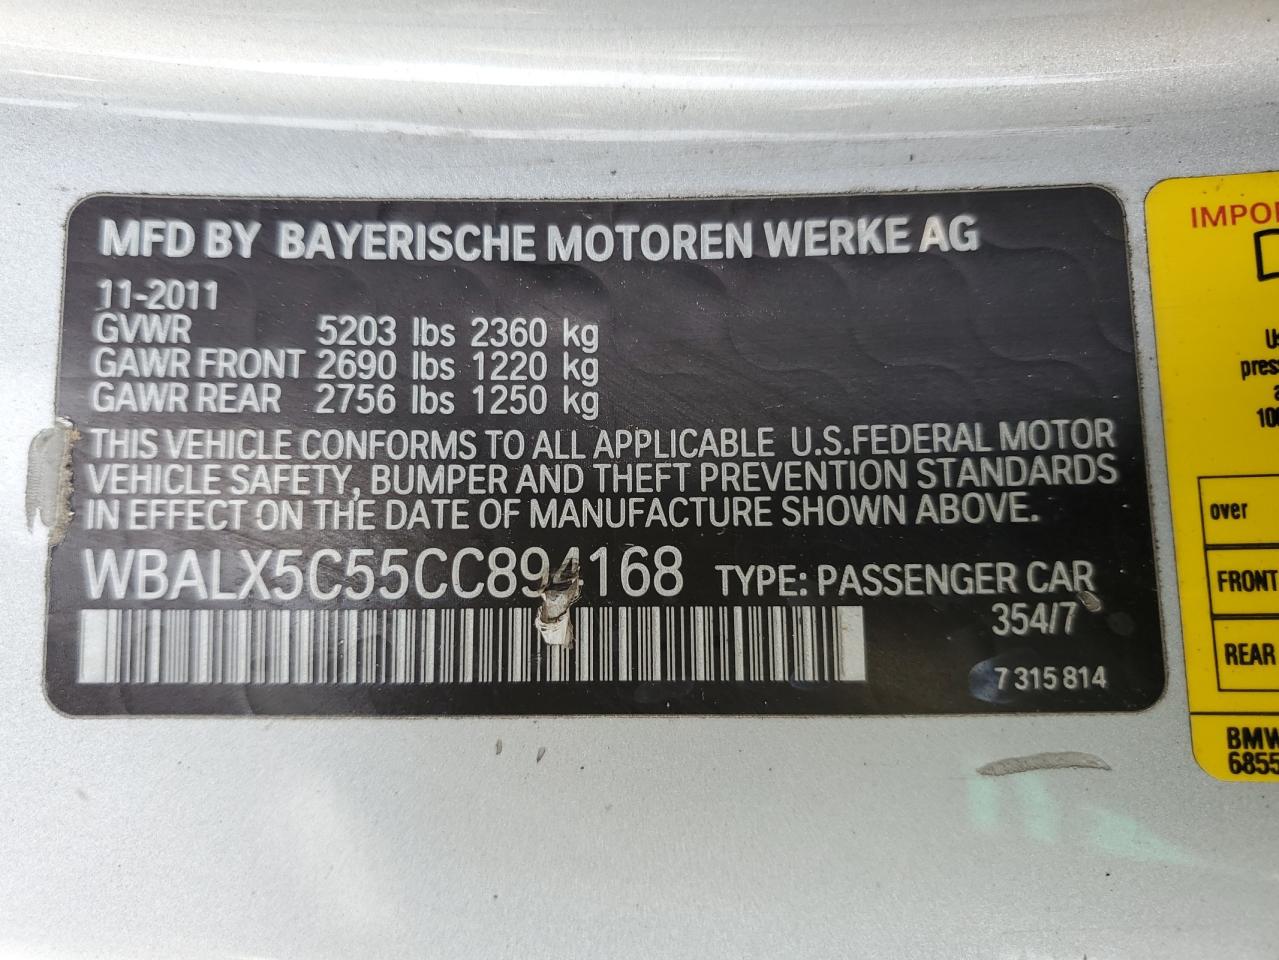 MFD BY BAYERISCHE MOTOREN WERKE AG
11-2011
GVWR 5203 lbs 2360 kg
GAWR FRONT 2690 lbs 1220 kg
GAWR REAR 2756 lbs 1250 kg
THIS VEHICLE CONFORMS TO ALL APPLICABLE U.S.FEDERAL MOTOR
VEHICLE SAFETY, BUMPER AND THEFT PREVENTION STANDARDS
IN EFFECT ON THE DATE OF MANUFACTURE SHOWN ABOVE.
WBALX5C55CC894168 TYPE: PASSENGER CAR
354/7
7 315 814
over
FRONT
REAR
BMW